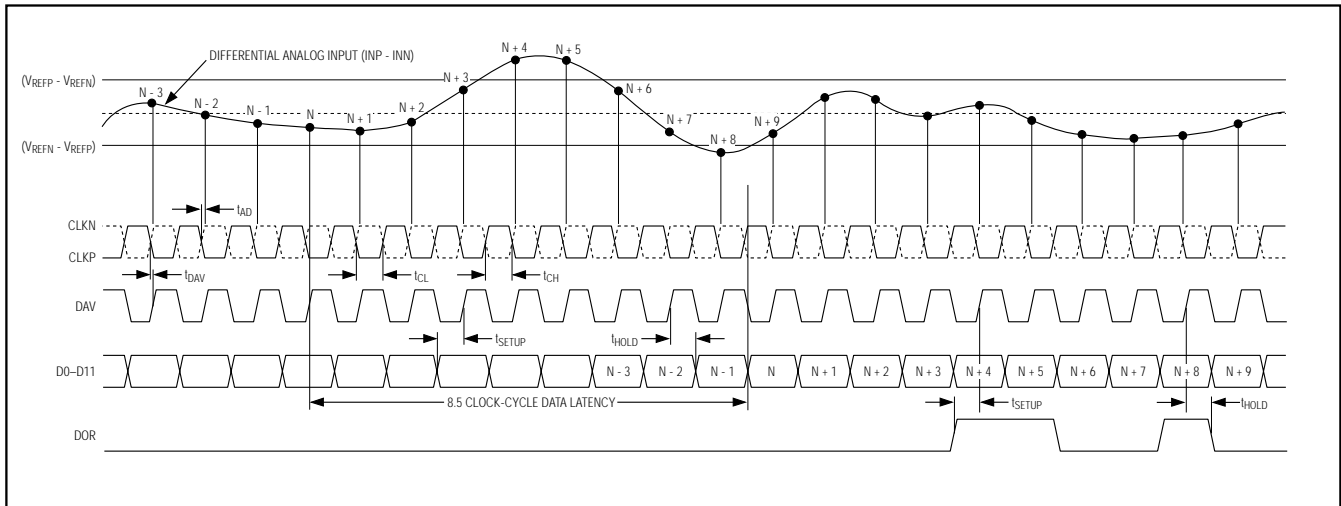 DIFFERENTIAL ANALOG INPUT (INP - INN)
(VREFP - VREFN)
(VREFN - VREFP)
N - 3
N - 2
N - 1
N
N + 1
N + 2
N + 3
N + 4
N + 5
N + 6
N + 7
N + 8
N + 9
tAD
CLKN
CLKP
tDAV
tCL
tCH
DAV
tSETUP
tHOLD
D0–D11
N - 3
N - 2
N - 1
N
N + 1
N + 2
N + 3
N + 4
N + 5
N + 6
N + 7
N + 8
N + 9
8.5 CLOCK-CYCLE DATA LATENCY
tSETUP
tHOLD
DOR